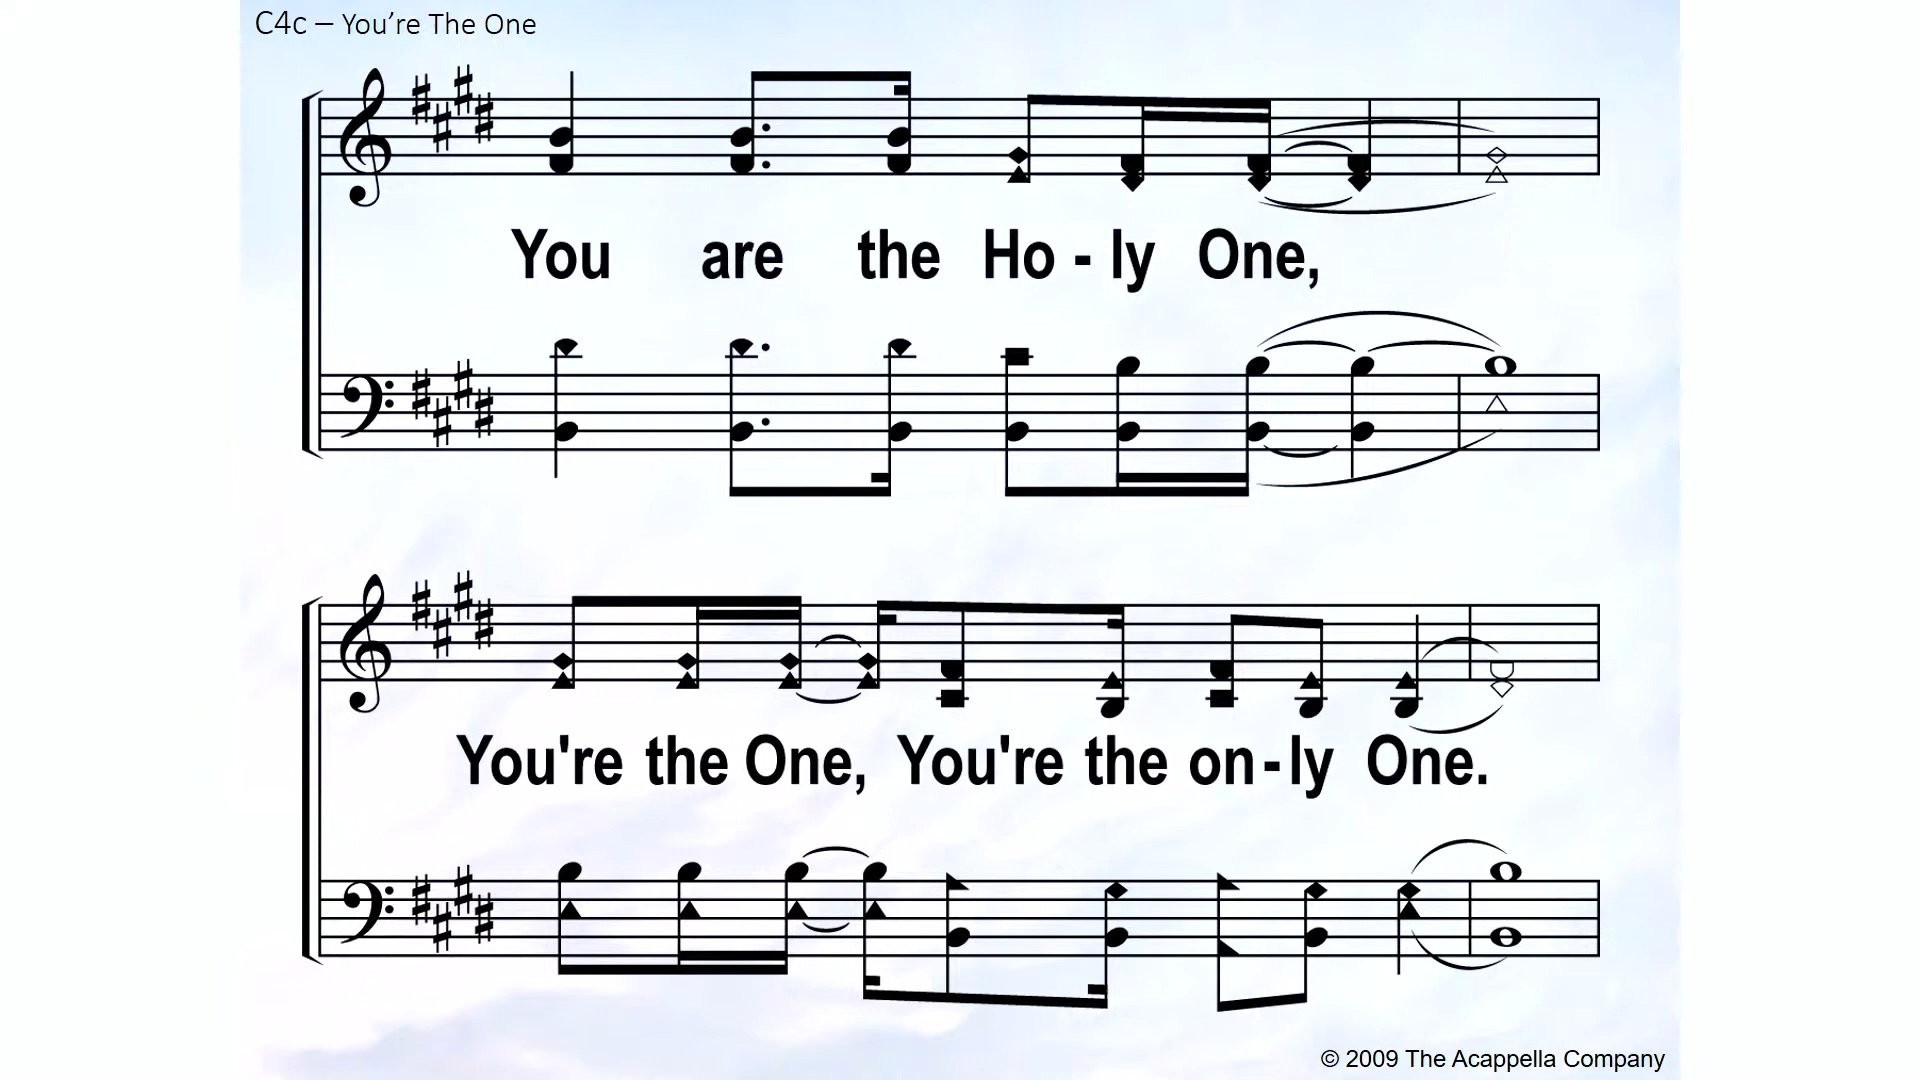 C4c – You’re The One
You are the Ho - ly One,
You're the One, You're the on - ly One.
© 2009 The Acappella Company